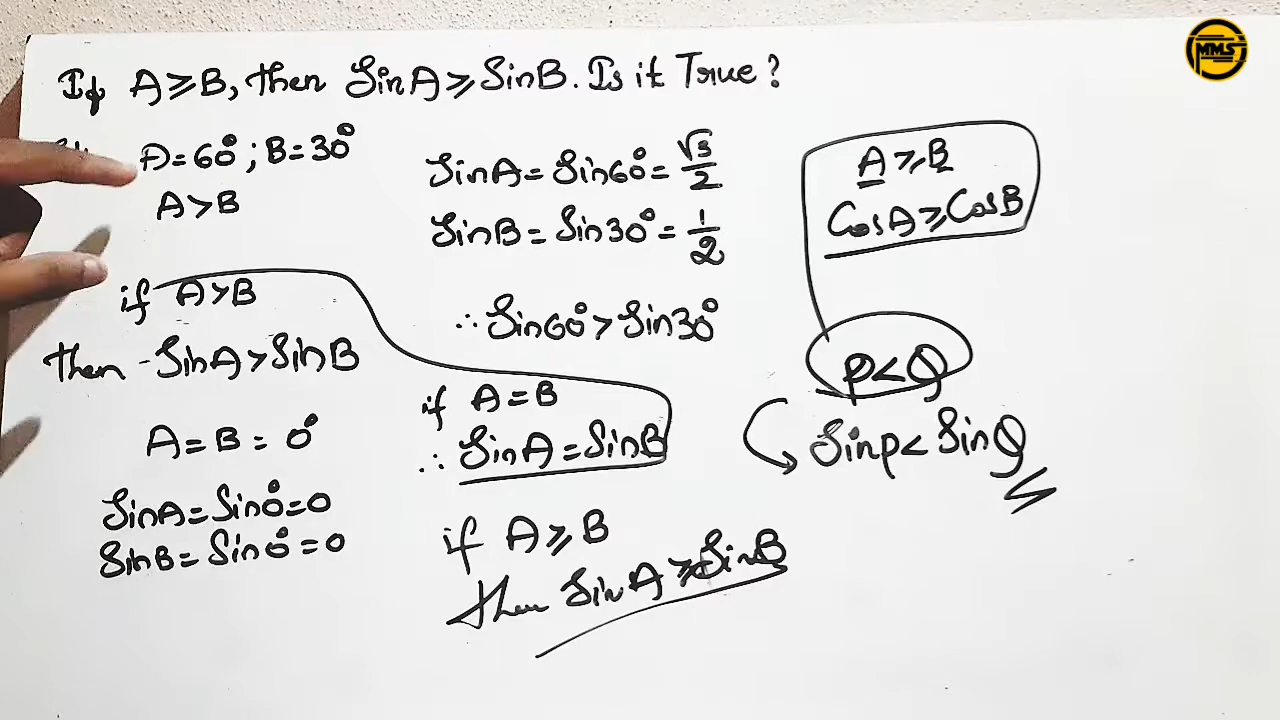 If A≥B, then SinA≥SinB. Is it True?
A=60°; B=30°
A>B
SinA= Sin60°= √3/2
SinB= Sin30°= 1/2
∴ Sin60°>Sin30°
if A>B
then SinA>SinB
A=B=0°
SinA=Sin0°=0
SinB=Sin0°=0
if A=B
∴ SinA=SinB
if A≥B
then SinA≥SinB
A≥B
CosA≥CosB
P<Q
SinP<SinQ
MMS